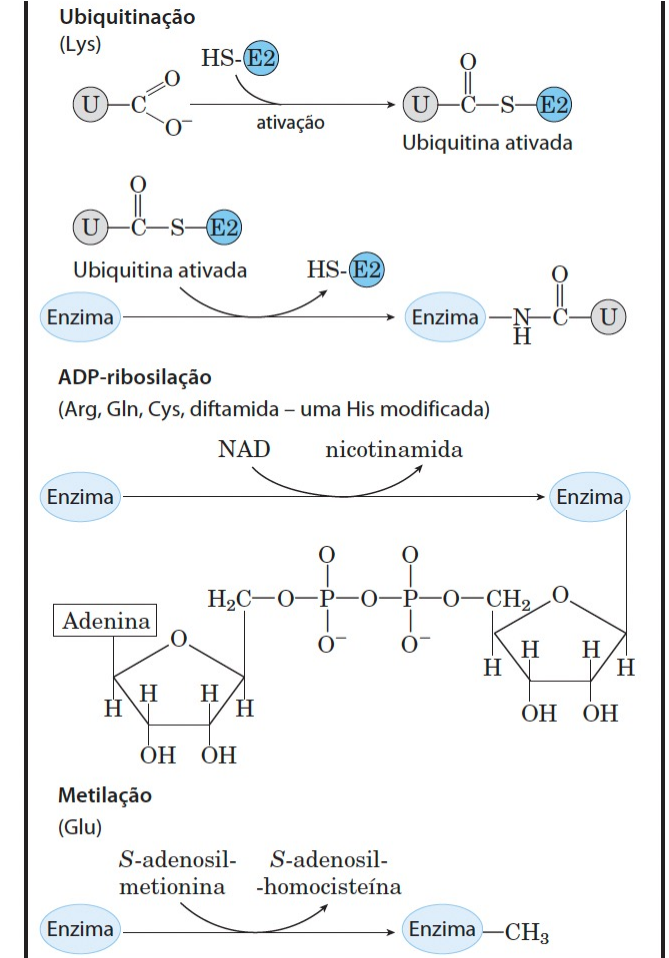 Ubiquitinação
(Lys)
HS-E2
O
U—C
O⁻
ativação
O
U—C—S—E2
Ubiquitina ativada
O
U—C—S—E2
Ubiquitina ativada
HS-E2
Enzima
O
Enzima—N—C—U
H
ADP-ribosilação
(Arg, Gln, Cys, diftamida – uma His modificada)
NAD
nicotinamida
Enzima
Enzima
O O
H₂C—O—P—O—P—O—CH₂ O
O⁻ O⁻
Adenina
O
H H H H
H H H H
OH OH
OH OH
Metilação
(Glu)
S-adenosil-
metionina
S-adenosil-
-homocisteína
Enzima
Enzima—CH₃